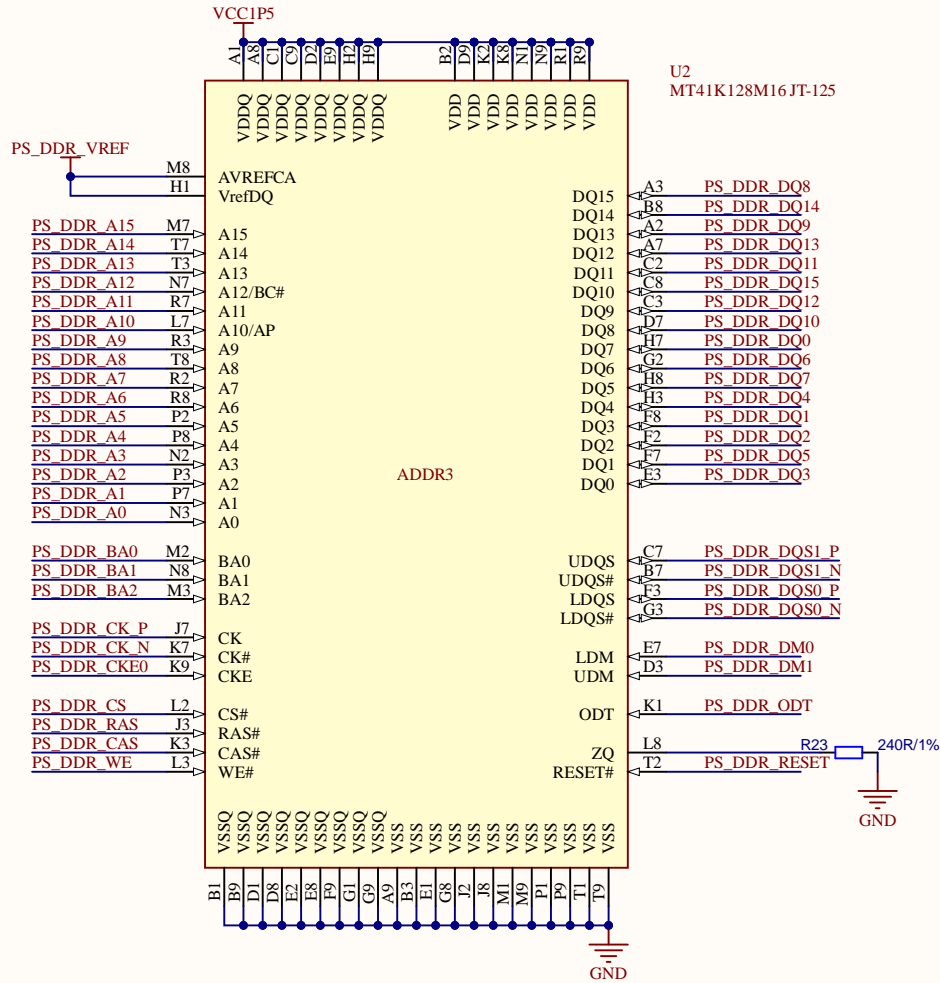 VCC1P5
A1 A8 C1 C9 D2 E9 H2 H9 B2 D9 K2 K8 N1 N9 R1 R9
VDDQ VDDQ VDDQ VDDQ VDDQ VDDQ VDDQ VDDQ VDD VDD VDD VDD VDD VDD VDD VDD
U2
MT41K128M16 JT-125
PS_DDR_VREF
M8 AVREFCA
H1 VrefDQ
PS_DDR_A15 M7 A15
PS_DDR_A14 T7 A14
PS_DDR_A13 T3 A13
PS_DDR_A12 N7 A12/BC#
PS_DDR_A11 R7 A11
PS_DDR_A10 L7 A10/AP
PS_DDR_A9 R3 A9
PS_DDR_A8 T8 A8
PS_DDR_A7 R2 A7
PS_DDR_A6 R8 A6
PS_DDR_A5 P2 A5
PS_DDR_A4 P8 A4
PS_DDR_A3 N2 A3
PS_DDR_A2 P3 A2
PS_DDR_A1 P7 A1
PS_DDR_A0 N3 A0
PS_DDR_BA0 M2 BA0
PS_DDR_BA1 N8 BA1
PS_DDR_BA2 M3 BA2
PS_DDR_CK_P J7 CK
PS_DDR_CK_N K7 CK#
PS_DDR_CKE0 K9 CKE
PS_DDR_CS L2 CS#
PS_DDR_RAS J3 RAS#
PS_DDR_CAS K3 CAS#
PS_DDR_WE L3 WE#
ADDR3
DQ15 A3 PS_DDR_DQ8
DQ14 B8 PS_DDR_DQ14
DQ13 A2 PS_DDR_DQ9
DQ12 A7 PS_DDR_DQ13
DQ11 C2 PS_DDR_DQ11
DQ10 C8 PS_DDR_DQ15
DQ9 C3 PS_DDR_DQ12
DQ8 D7 PS_DDR_DQ10
DQ7 H7 PS_DDR_DQ0
DQ6 G2 PS_DDR_DQ6
DQ5 H8 PS_DDR_DQ7
DQ4 H3 PS_DDR_DQ4
DQ3 F8 PS_DDR_DQ1
DQ2 F2 PS_DDR_DQ2
DQ1 F7 PS_DDR_DQ5
DQ0 E3 PS_DDR_DQ3
UDQS C7 PS_DDR_DQS1_P
UDQS# B7 PS_DDR_DQS1_N
LDQS F3 PS_DDR_DQS0_P
LDQS# G3 PS_DDR_DQS0_N
LDM E7 PS_DDR_DM0
UDM D3 PS_DDR_DM1
ODT K1 PS_DDR_ODT
ZQ L8 R23 240R/1%
RESET# T2 PS_DDR_RESET
GND
VSSQ VSSQ VSSQ VSSQ VSSQ VSSQ VSSQ VSSQ VSSQ VSS VSS VSS VSS VSS VSS VSS VSS VSS VSS VSS VSS
B1 B9 D1 D8 E2 E8 F9 G1 G9 A9 B3 E1 G8 J2 J8 M1 M9 P1 P9 T1 T9
GND